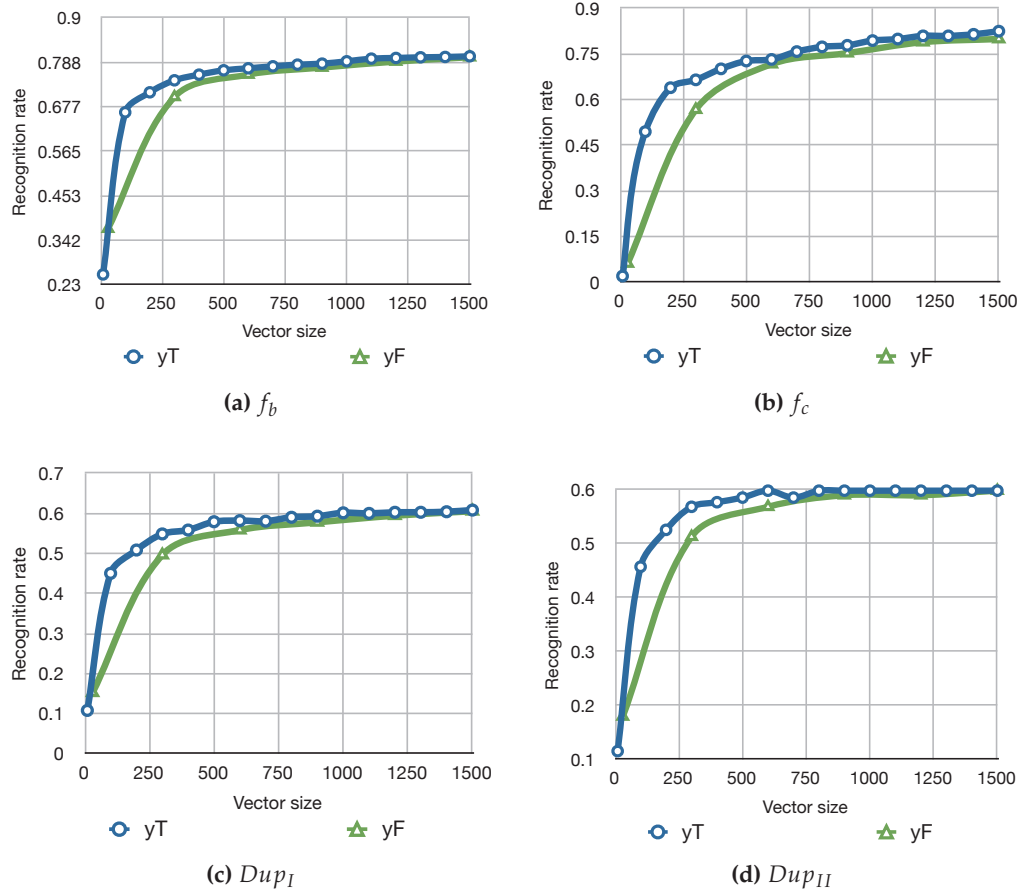 0.9
0.788
0.677
0.565
0.453
0.342
0.23
Recognition rate
0 250 500 750 1000 1250 1500
Vector size
yT yF
(a) f_b
0.9
0.75
0.6
0.45
0.3
0.15
0
Recognition rate
0 250 500 750 1000 1250 1500
Vector size
yT yF
(b) f_c
0.7
0.6
0.5
0.4
0.3
0.2
0.1
0
Recognition rate
0 250 500 750 1000 1250 1500
Vector size
yT yF
(c) Dup_I
0.6
0.5
0.4
0.3
0.2
0.1
Recognition rate
0 250 500 750 1000 1250 1500
Vector size
yT yF
(d) Dup_II